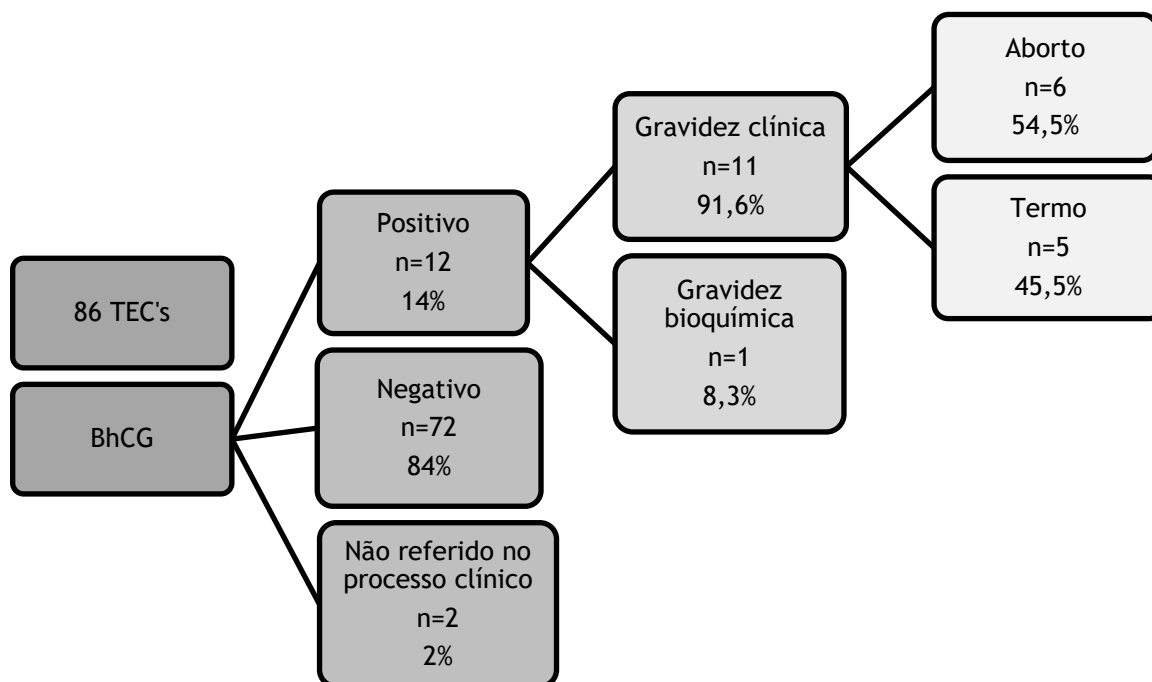 86 TEC's
BhCG
Positivo
n=12
14%
Negativo
n=72
84%
Não referido no
processo clínico
n=2
2%
Gravidez clínica
n=11
91,6%
Gravidez
bioquímica
n=1
8,3%
Aborto
n=6
54,5%
Termo
n=5
45,5%